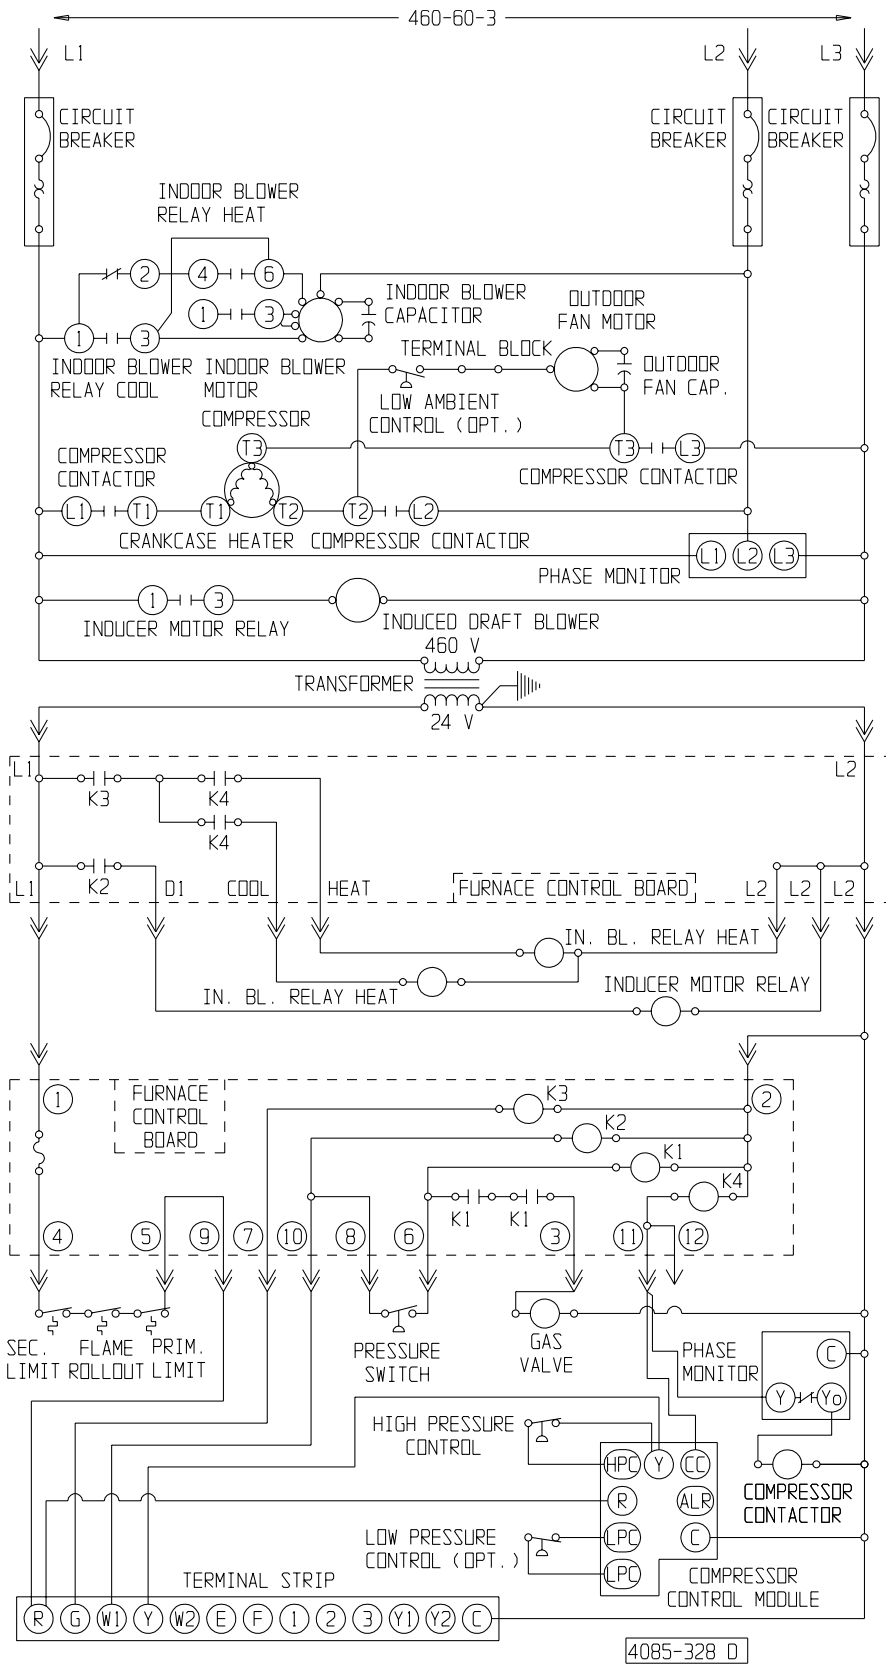 460-60-3
L1
L2
L3
CIRCUIT
BREAKER
CIRCUIT
BREAKER
CIRCUIT
BREAKER
INDOOR BLOWER
RELAY HEAT
2
4
6
1
3
1
3
INDOOR BLOWER
CAPACITOR
OUTDOOR
FAN MOTOR
INDOOR BLOWER
RELAY COOL
INDOOR BLOWER
MOTOR
TERMINAL BLOCK
OUTDOOR
FAN CAP.
LOW AMBIENT
CONTROL (OPT.)
COMPRESSOR
T3
T3
L3
COMPRESSOR
CONTACTOR
COMPRESSOR CONTACTOR
L1
T1
T1
T2
T2
L2
CRANKCASE HEATER
COMPRESSOR CONTACTOR
L1
L2
L3
PHASE MONITOR
1
3
INDUCER MOTOR RELAY
INDUCED DRAFT BLOWER
460 V
TRANSFORMER
24 V
L1
L2
K3
K4
K4
L1
K2
D1
COOL
HEAT
FURNACE CONTROL BOARD
L2
L2
L2
IN. BL. RELAY HEAT
IN. BL. RELAY HEAT
INDUCER MOTOR RELAY
1
FURNACE
CONTROL
BOARD
K3
2
K2
K1
K4
K1
K1
4
5
9
7
10
8
6
3
11
12
SEC.
LIMIT
FLAME
ROLLOUT
PRIM.
LIMIT
PRESSURE
SWITCH
GAS
VALVE
PHASE
MONITOR
C
Y
Yo
HIGH PRESSURE
CONTROL
HPC
Y
CC
COMPRESSOR
CONTACTOR
R
ALR
LOW PRESSURE
CONTROL (OPT.)
LPC
C
LPC
COMPRESSOR
CONTROL MODULE
TERMINAL STRIP
R
G
W1
Y
W2
E
F
1
2
3
Y1
Y2
C
4085-328 D